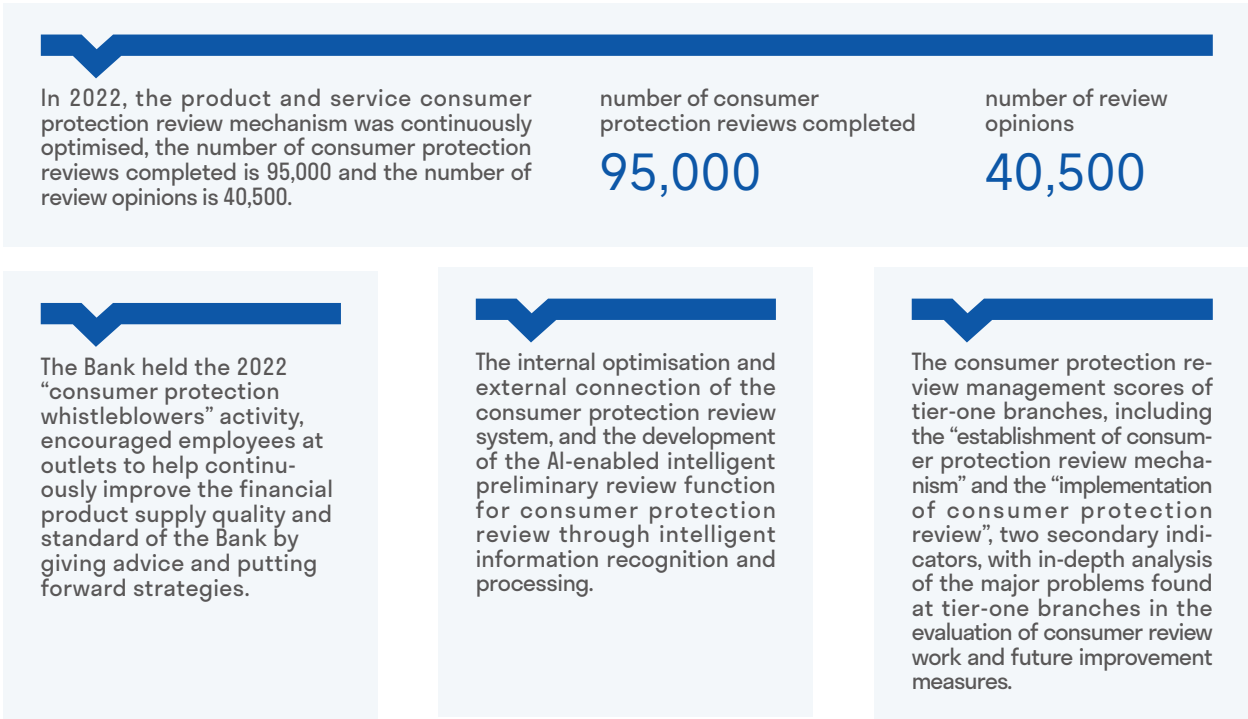 In 2022, the product and service consumer
protection review mechanism was continuously
optimised, the number of consumer protection
reviews completed is 95,000 and the number of
review opinions is 40,500.
number of consumer
protection reviews completed
95,000
number of review
opinions
40,500
The Bank held the 2022
“consumer protection
whistleblowers” activity,
encouraged employees at
outlets to help continu-
ously improve the financial
product supply quality and
standard of the Bank by
giving advice and putting
forward strategies.
The internal optimisation and
external connection of the
consumer protection review
system, and the development
of the AI-enabled intelligent
preliminary review function
for consumer protection
review through intelligent
information recognition and
processing.
The consumer protection re-
view management scores of
tier-one branches, including
the “establishment of consum-
er protection review mecha-
nism” and the “implementation
of consumer protection
review”, two secondary indi-
cators, with in-depth analysis
of the major problems found
at tier-one branches in the
evaluation of consumer review
work and future improvement
measures.